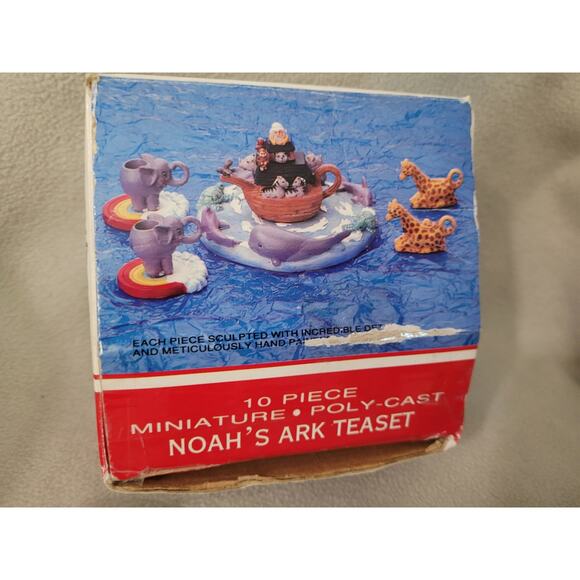 EACH PIECE SCULPTED WITH INCREDIBLE
AND METICULOUSLY HAND
10 PIECE
MINIATURE • POLY-CAST
NOAH'S ARK TEASET